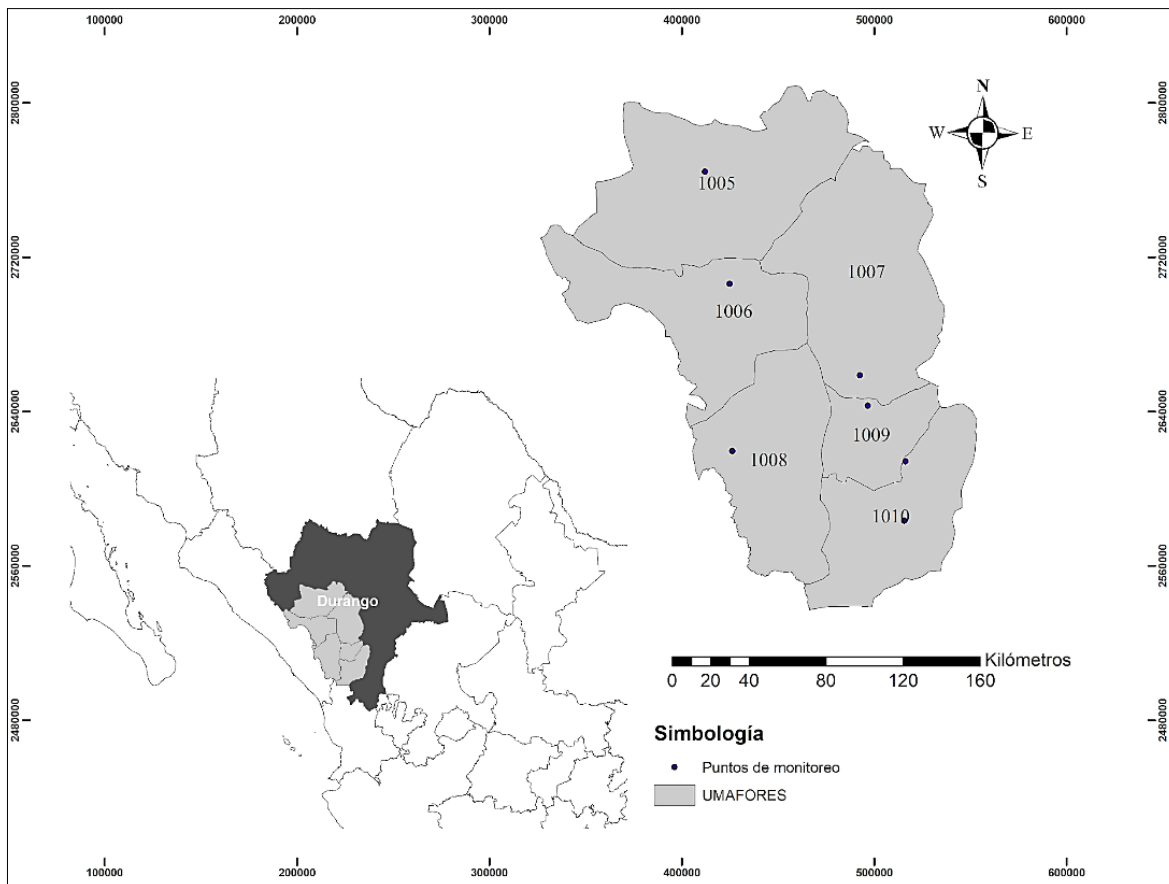 100000 200000 300000 400000 500000 600000
2800000 2800000
2720000 2720000
2640000 2640000
2560000 2560000
2480000 2480000
N
W E
S
1005
1007
1006
1009
1008
1010
Durango
Kilómetros
0 20 40 80 120 160
Simbología
Puntos de monitoreo
UMAFORES
100000 200000 300000 400000 500000 600000